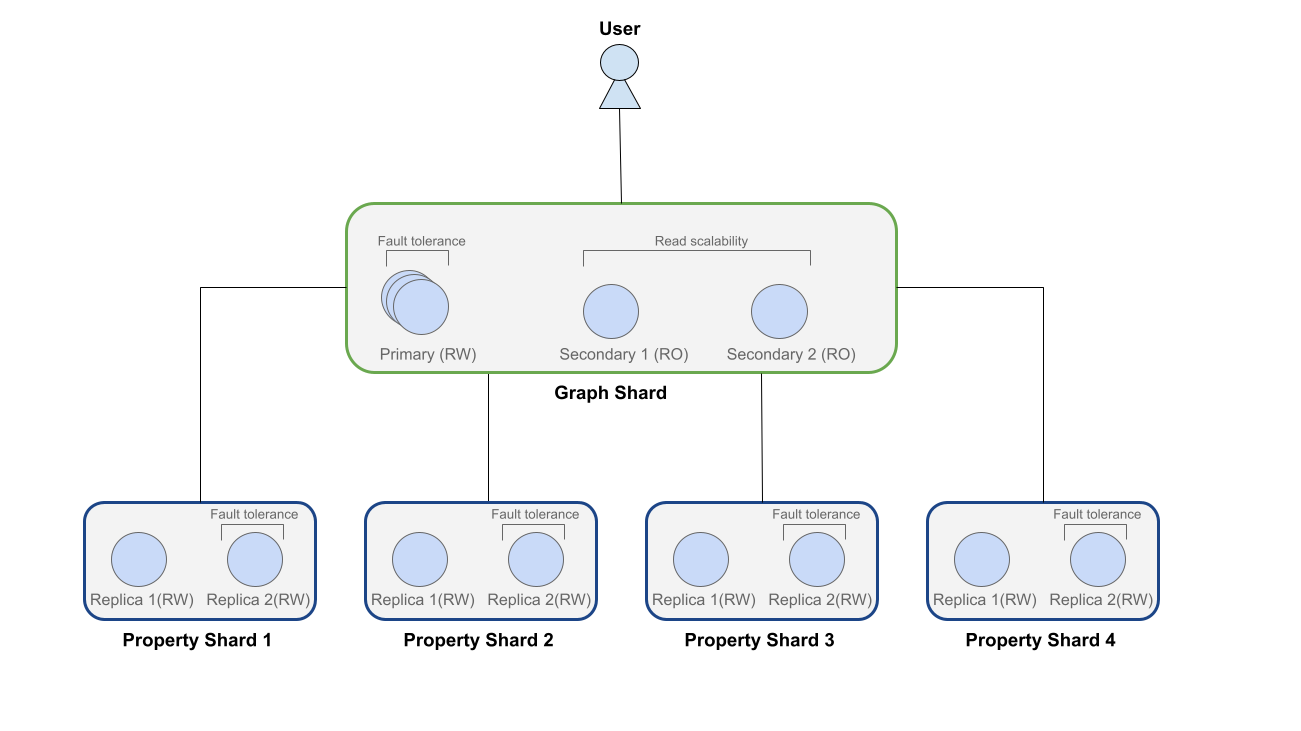 User
Fault tolerance
Read scalability
Primary (RW)
Secondary 1 (RO)
Secondary 2 (RO)
Graph Shard
Fault tolerance
Fault tolerance
Fault tolerance
Fault tolerance
Replica 1(RW)
Replica 2(RW)
Replica 1(RW)
Replica 2(RW)
Replica 1(RW)
Replica 2(RW)
Replica 1(RW)
Replica 2(RW)
Property Shard 1
Property Shard 2
Property Shard 3
Property Shard 4